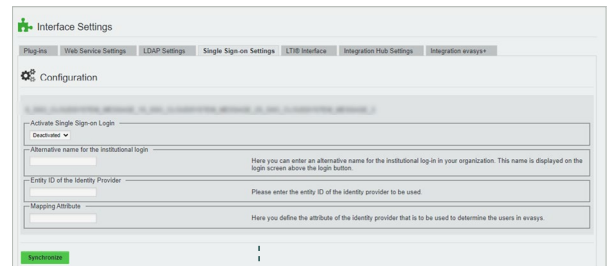 Interface Settings
Plug-ins Web Service Settings LDAP Settings Single Sign-on Settings LTI® Interface Integration Hub Settings Integration evasys+
Configuration
Activate Single Sign-on Login
Deactivated
Alternative name for the institutional login
Here you can enter an alternative name for the institutional log-in in your organization. This name is displayed on the
login screen above the login button.
Entity ID of the Identity Provider
Please enter the entity ID of the identity provider to be used.
Mapping Attribute
Here you define the attribute of the identity provider that is to be used to determine the users in evasys.
Synchronize